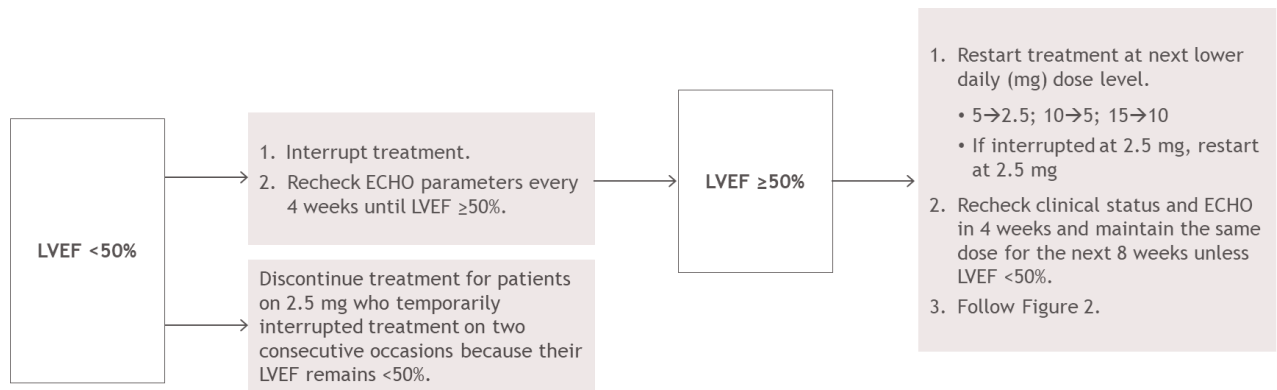 LVEF <50%
1. Interrupt treatment.
2. Recheck ECHO parameters every
4 weeks until LVEF ≥50%.
Discontinue treatment for patients
on 2.5 mg who temporarily
interrupted treatment on two
consecutive occasions because their
LVEF remains <50%.
LVEF ≥50%
1. Restart treatment at next lower
daily (mg) dose level.
• 5→2.5; 10→5; 15→10
• If interrupted at 2.5 mg, restart
at 2.5 mg
2. Recheck clinical status and ECHO
in 4 weeks and maintain the same
dose for the next 8 weeks unless
LVEF <50%.
3. Follow Figure 2.